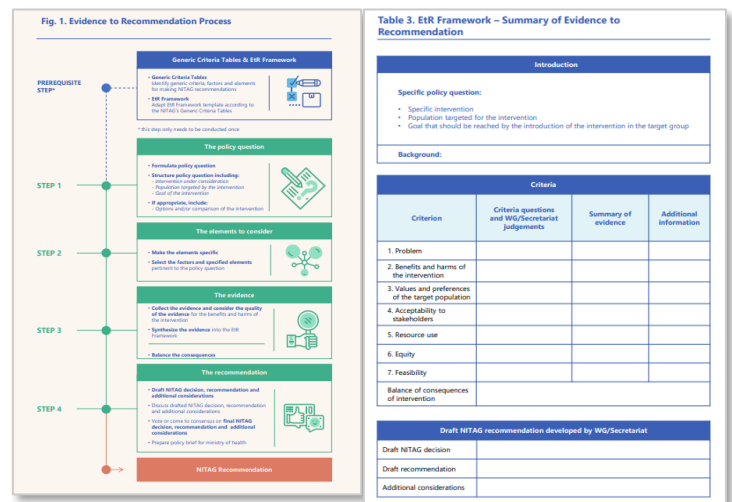 Fig. 1. Evidence to Recommendation Process
PREREQUISITE
STEP*
Generic Criteria Tables & EtR Framework
• Generic Criteria Tables
Identify generic criteria, factors and elements
for making NITAG recommendations
• EtR Framework
Adapt EtR Framework template according to
the NITAG's Generic Criteria Tables
* this step only needs to be conducted once
STEP 1
The policy question
• Formulate policy question
• Structure policy question including:
- Intervention under consideration
- Population targeted by the intervention
- Goal of the intervention
• If appropriate, include:
- Options and/or comparison of the intervention
STEP 2
The elements to consider
• Make the elements specific
• Select the factors and specified elements
pertinent to the policy question
STEP 3
The evidence
• Collect the evidence and consider the quality
of the evidence for the benefits and harms of
the intervention
• Synthesize the evidence into the EtR
Framework
• Balance the consequences
STEP 4
The recommendation
• Draft NITAG decision, recommendation and
additional considerations
• Discuss drafted NITAG decision, recommendation
and additional considerations
• Vote or come to consensus on final NITAG
decision, recommendation and additional
considerations
• Prepare policy brief for ministry of health
NITAG Recommendation
Table 3. EtR Framework – Summary of Evidence to
Recommendation
Introduction
Specific policy question:
• Specific intervention
• Population targeted for the intervention
• Goal that should be reached by the introduction of the intervention in the target group
Background:
Criteria
Criterion
Criteria questions
and WG/Secretariat
judgements
Summary of
evidence
Additional
information
1. Problem
2. Benefits and harms of
the intervention
3. Values and preferences
of the target population
4. Acceptability to
stakeholders
5. Resource use
6. Equity
7. Feasibility
Balance of consequences
of intervention
Draft NITAG recommendation developed by WG/Secretariat
Draft NITAG decision
Draft recommendation
Additional considerations